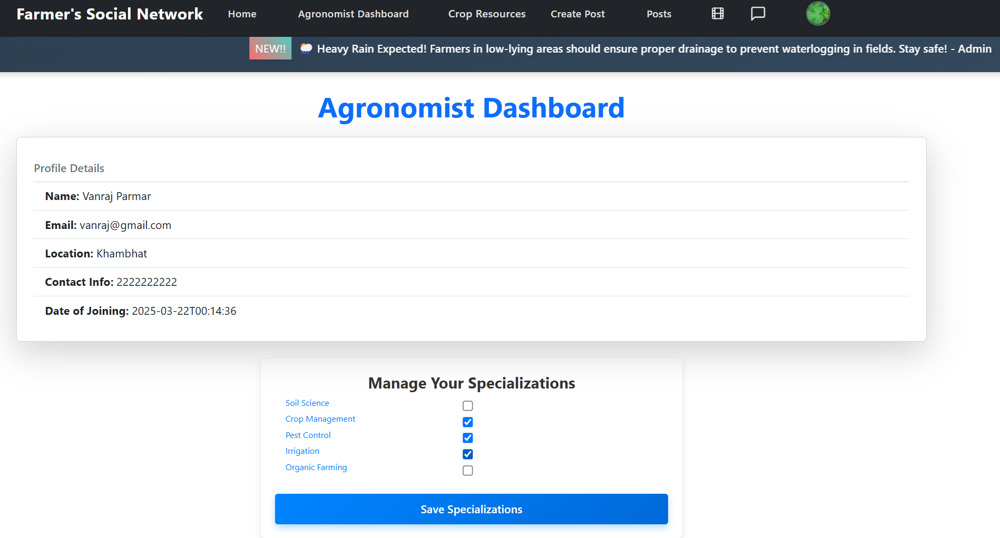 Farmer's Social Network Home Agronomist Dashboard Crop Resources Create Post Posts
NEW!! 🌦️ Heavy Rain Expected! Farmers in low-lying areas should ensure proper drainage to prevent waterlogging in fields. Stay safe! - Admin
Agronomist Dashboard
Profile Details
Name: Vanraj Parmar
Email: vanraj@gmail.com
Location: Khambhat
Contact Info: 2222222222
Date of Joining: 2025-03-22T00:14:36
Manage Your Specializations
Soil Science
Crop Management
Pest Control
Irrigation
Organic Farming
Save Specializations